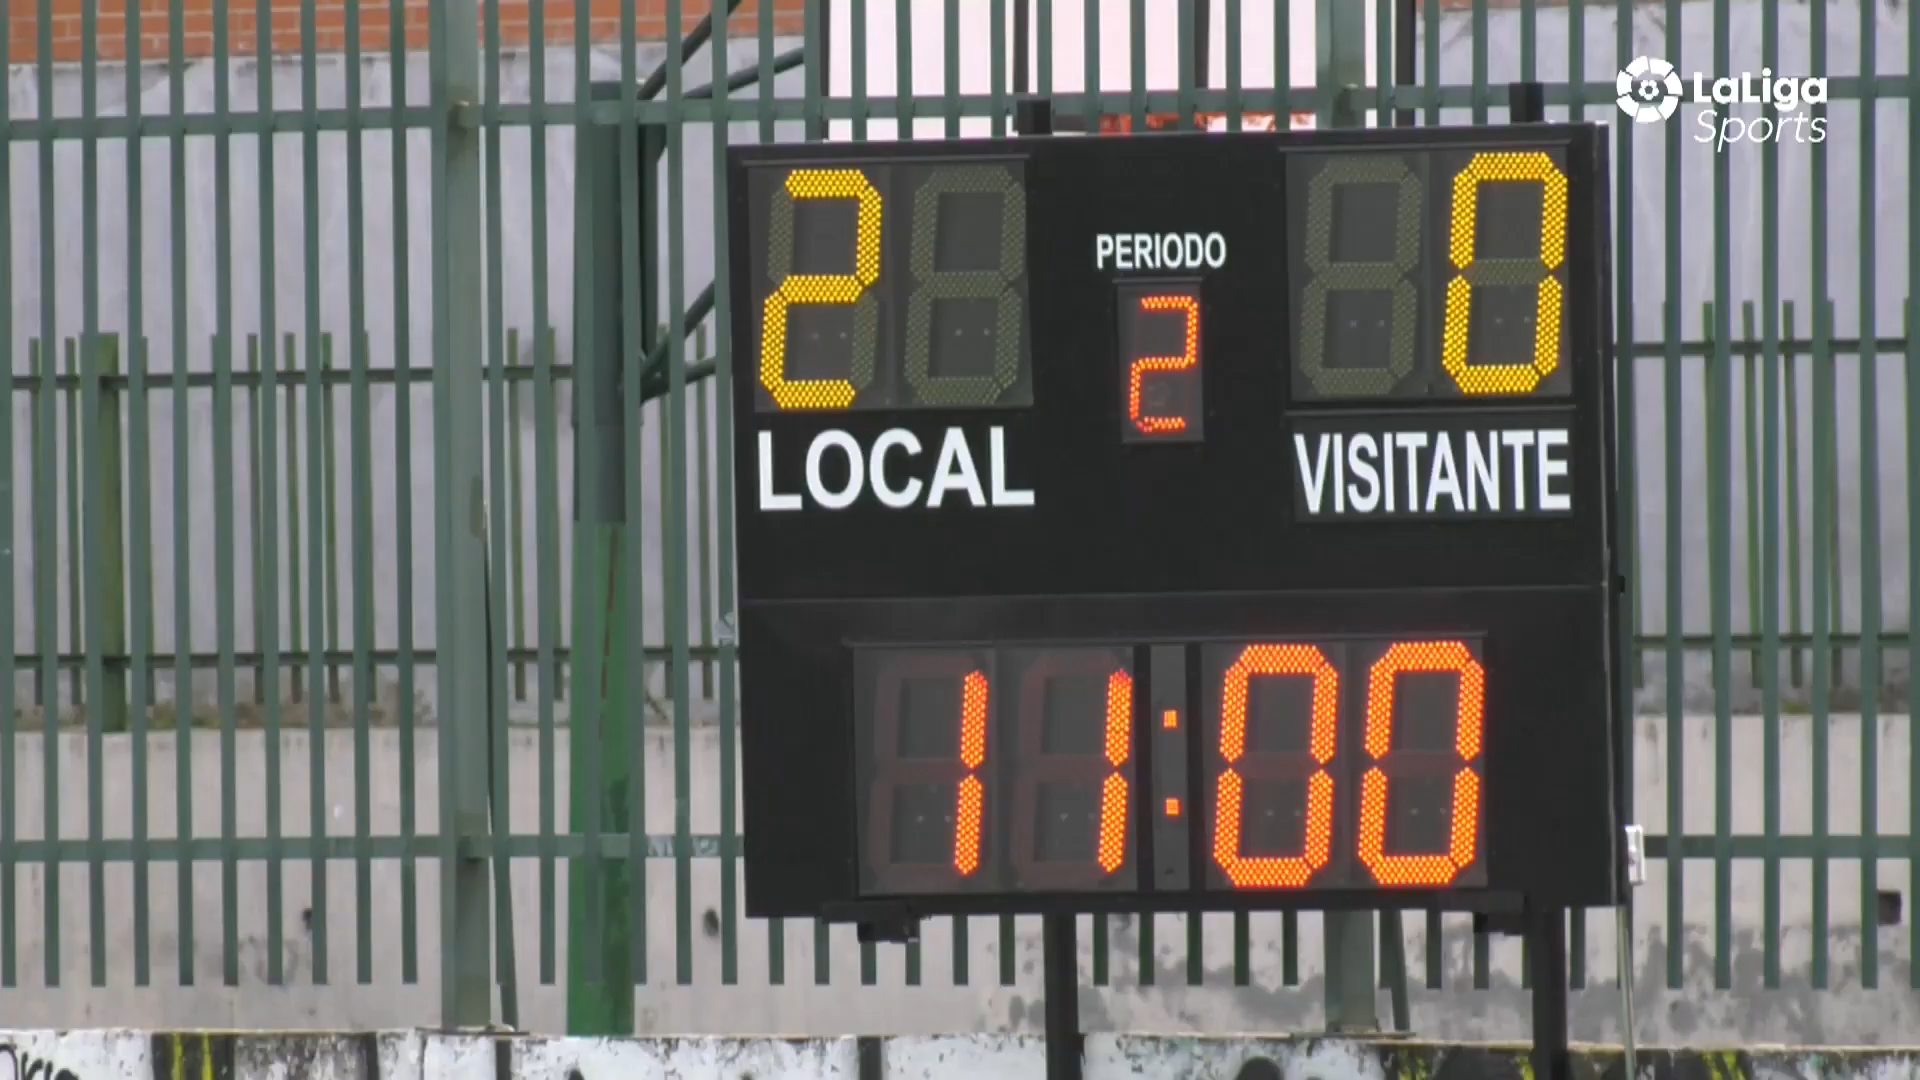 LaLiga
Sports
2 0
PERIODO
2
LOCAL VISITANTE
11:00